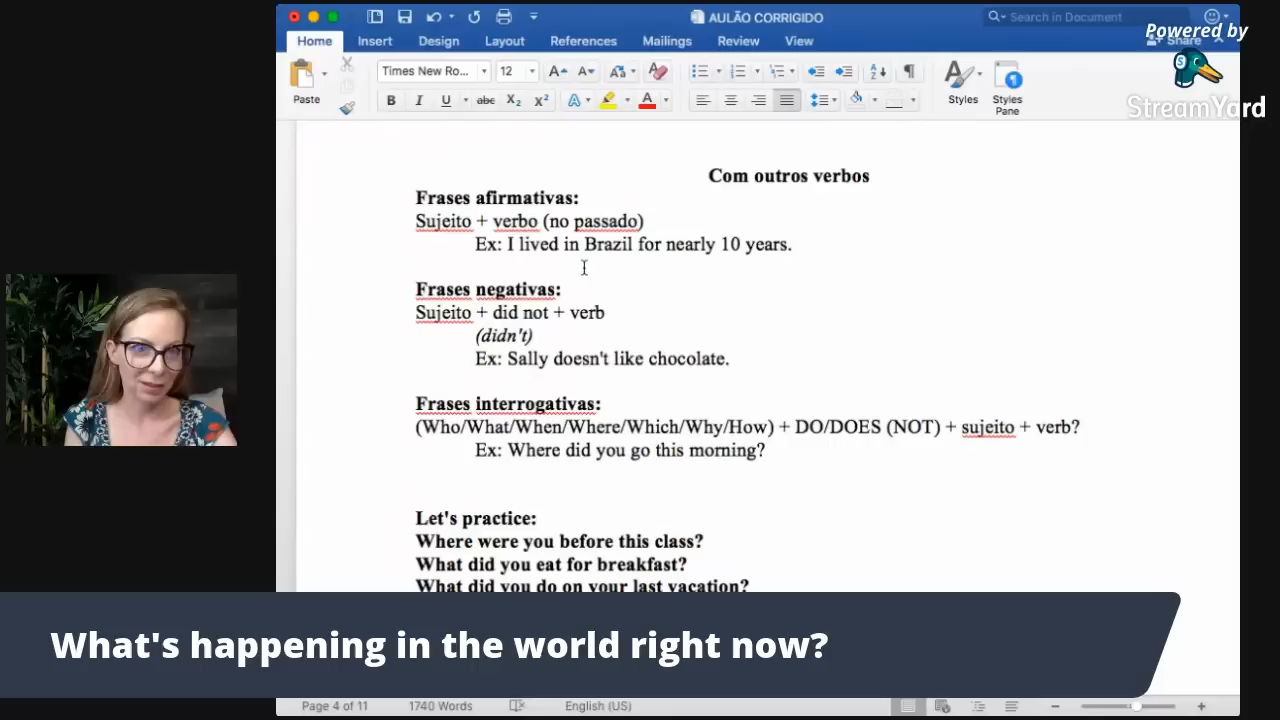 AULÃO CORRIGIDO
Search in Document
Powered by
Home Insert Design Layout References Mailings Review View Share
StreamYard
Times New Ro... 12
Paste
B I U abc X₂ X² A A
Styles Styles Pane
Com outros verbos
Frases afirmativas:
Sujeito + verbo (no passado)
Ex: I lived in Brazil for nearly 10 years.
Frases negativas:
Sujeito + did not + verb
(didn't)
Ex: Sally doesn't like chocolate.
Frases interrogativas:
(Who/What/When/Where/Which/Why/How) + DO/DOES (NOT) + sujeito + verb?
Ex: Where did you go this morning?
Let's practice:
Where were you before this class?
What did you eat for breakfast?
What did you do on your last vacation?
What's happening in the world right now?
Page 4 of 11 1740 Words English (US)